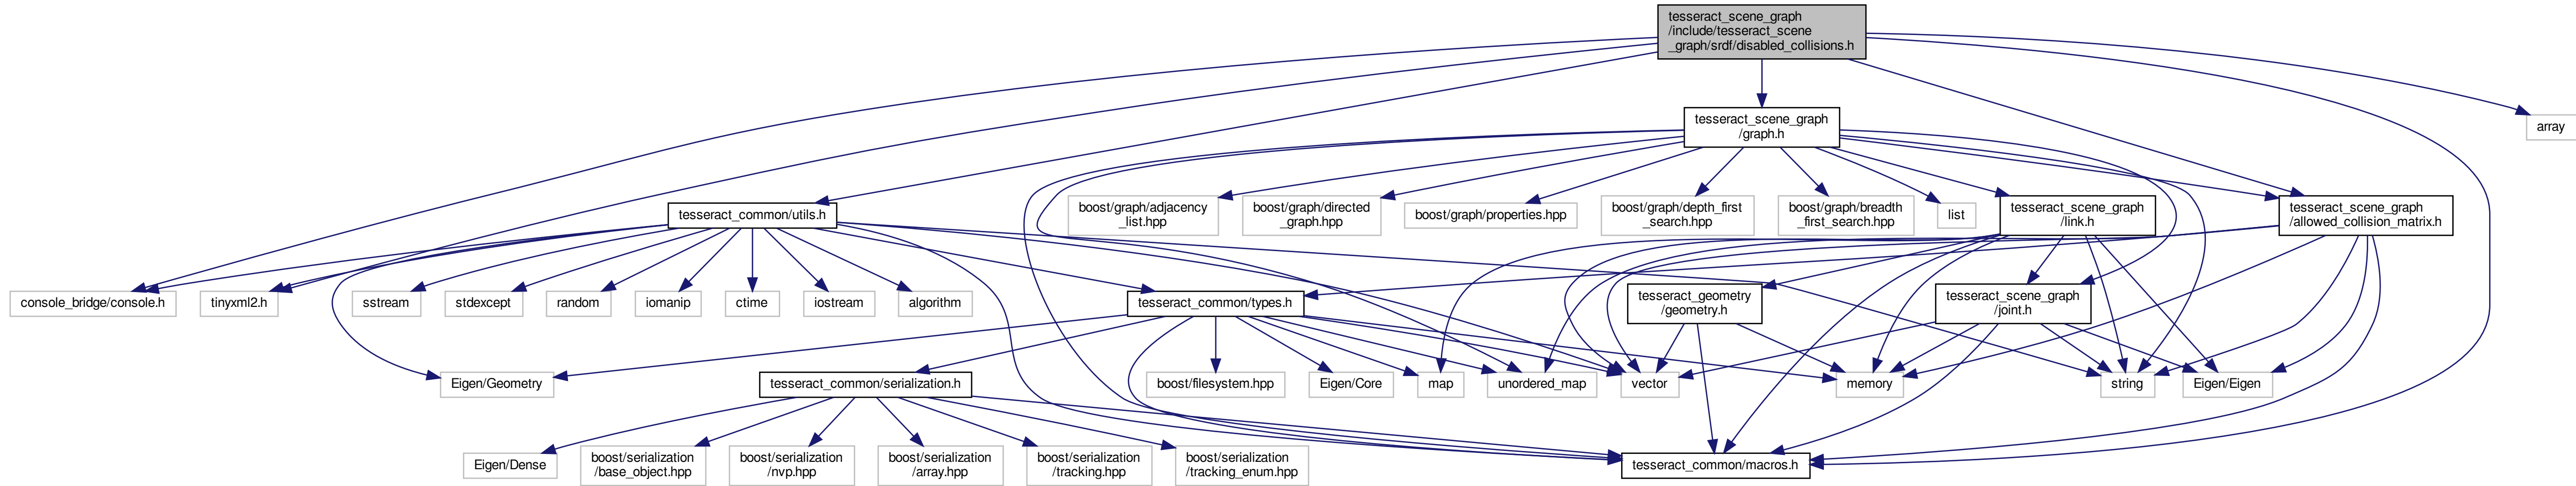 tesseract_scene_graph
/include/tesseract_scene
_graph/srdf/disabled_collisions.h
tesseract_scene_graph
/graph.h
array
tesseract_common/utils.h
boost/graph/adjacency
_list.hpp
boost/graph/directed
_graph.hpp
boost/graph/properties.hpp
boost/graph/depth_first
_search.hpp
boost/graph/breadth
_first_search.hpp
list
tesseract_scene_graph
/link.h
tesseract_scene_graph
/allowed_collision_matrix.h
console_bridge/console.h
tinyxml2.h
sstream
stdexcept
random
iomanip
ctime
iostream
algorithm
tesseract_common/types.h
tesseract_geometry
/geometry.h
tesseract_scene_graph
/joint.h
Eigen/Geometry
tesseract_common/serialization.h
boost/filesystem.hpp
Eigen/Core
map
unordered_map
vector
memory
string
Eigen/Eigen
Eigen/Dense
boost/serialization
/base_object.hpp
boost/serialization
/nvp.hpp
boost/serialization
/array.hpp
boost/serialization
/tracking.hpp
boost/serialization
/tracking_enum.hpp
tesseract_common/macros.h